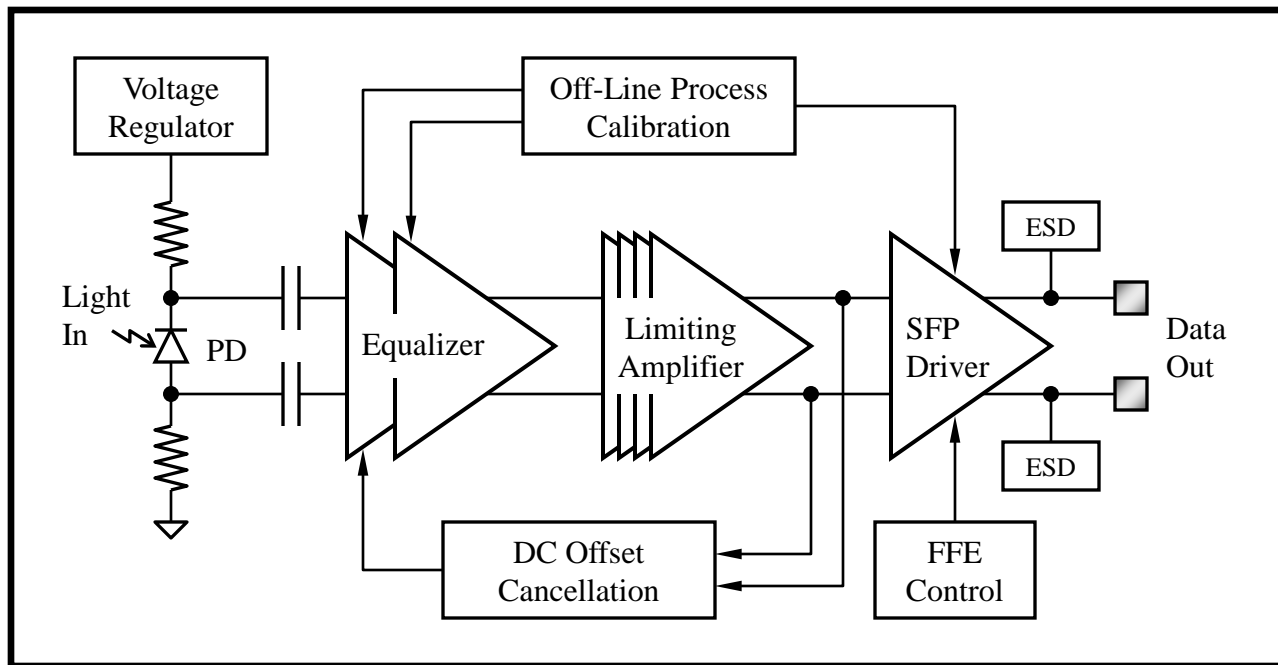 Voltage
Regulator
Off-Line Process
Calibration
ESD
Light
In
PD
Equalizer
Limiting
Amplifier
SFP
Driver
Data
Out
ESD
DC Offset
Cancellation
FFE
Control